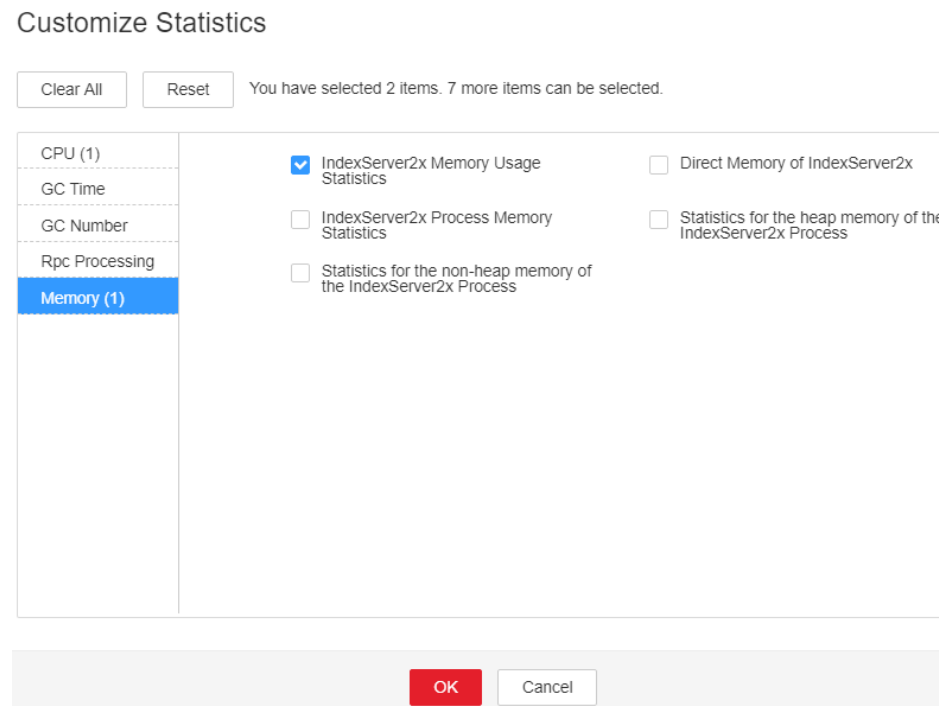 Customize Statistics
Clear All
Reset
You have selected 2 items. 7 more items can be selected.
CPU (1)
GC Time
GC Number
Rpc Processing
Memory (1)
IndexServer2x Memory Usage
Statistics
Direct Memory of IndexServer2x
IndexServer2x Process Memory
Statistics
Statistics for the heap memory of the
IndexServer2x Process
Statistics for the non-heap memory of
the IndexServer2x Process
OK
Cancel